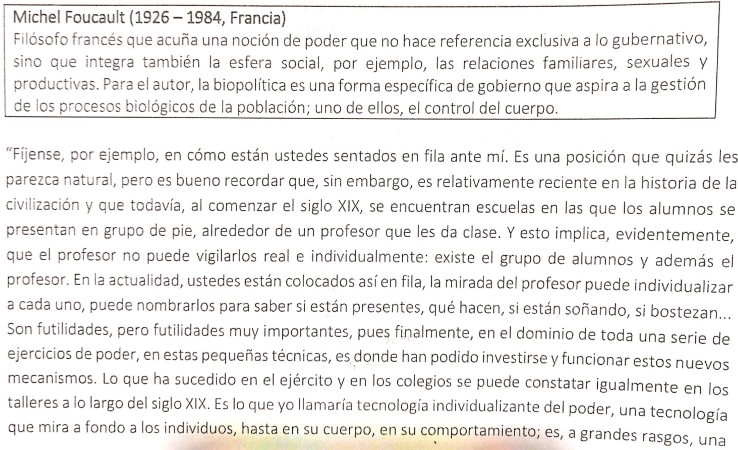 Michel Foucault (1926 – 1984, Francia)
Filósofo francés que acuña una noción de poder que no hace referencia exclusiva a lo gubernativo,
sino que integra también la esfera social, por ejemplo, las relaciones familiares, sexuales y
productivas. Para el autor, la biopolítica es una forma específica de gobierno que aspira a la gestión
de los procesos biológicos de la población; uno de ellos, el control del cuerpo.
"Fíjense, por ejemplo, en cómo están ustedes sentados en fila ante mí. Es una posición que quizás les
parezca natural, pero es bueno recordar que, sin embargo, es relativamente reciente en la historia de la
civilización y que todavía, al comenzar el siglo XIX, se encuentran escuelas en las que los alumnos se
presentan en grupo de pie, alrededor de un profesor que les da clase. Y esto implica, evidentemente,
que el profesor no puede vigilarlos real e individualmente: existe el grupo de alumnos y además el
profesor. En la actualidad, ustedes están colocados así en fila, la mirada del profesor puede individualizar
a cada uno, puede nombrarlos para saber si están presentes, qué hacen, si están soñando, si bostezan...
Son futilidades, pero futilidades muy importantes, pues finalmente, en el dominio de toda una serie de
ejercicios de poder, en estas pequeñas técnicas, es donde han podido investirse y funcionar estos nuevos
mecanismos. Lo que ha sucedido en el ejército y en los colegios se puede constatar igualmente en los
talleres a lo largo del siglo XIX. Es lo que yo llamaría tecnología individualizante del poder, una tecnología
que mira a fondo a los individuos, hasta en su cuerpo, en su comportamiento; es, a grandes rasgos, una